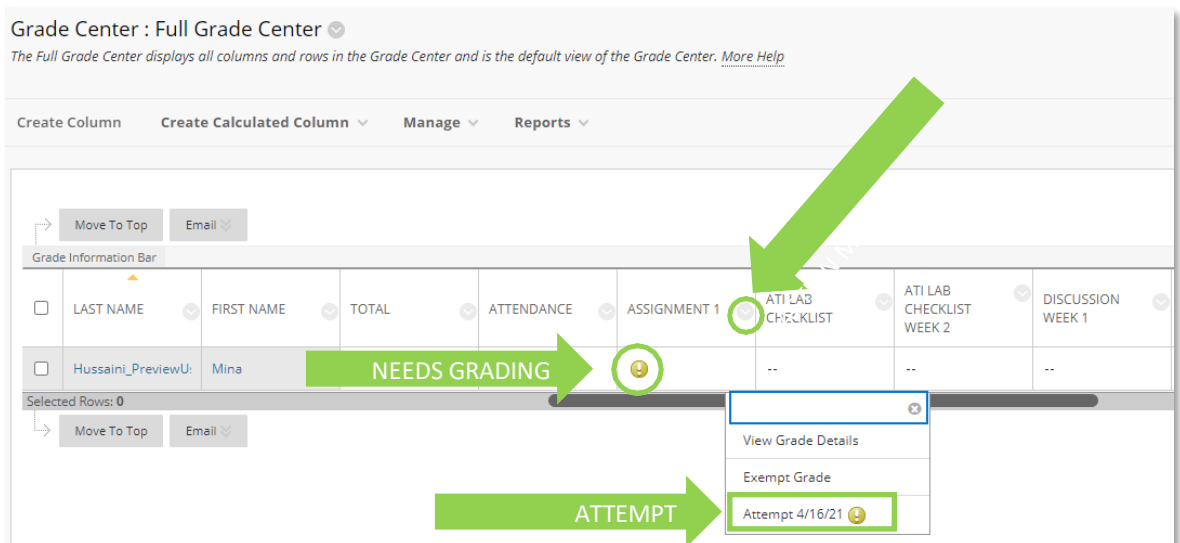 Grade Center : Full Grade Center
The Full Grade Center displays all columns and rows in the Grade Center and is the default view of the Grade Center. More Help
Create Column Create Calculated Column Manage Reports
Move To Top Email
Grade Information Bar
LAST NAME FIRST NAME TOTAL ATTENDANCE ASSIGNMENT 1 ATI LAB CHECKLIST ATI LAB CHECKLIST WEEK 2 DISCUSSION WEEK 1
Hussaini_PreviewU Mina NEEDS GRADING -- -- --
Selected Rows: 0
Move To Top Email
View Grade Details
Exempt Grade
ATTEMPT Attempt 4/16/21